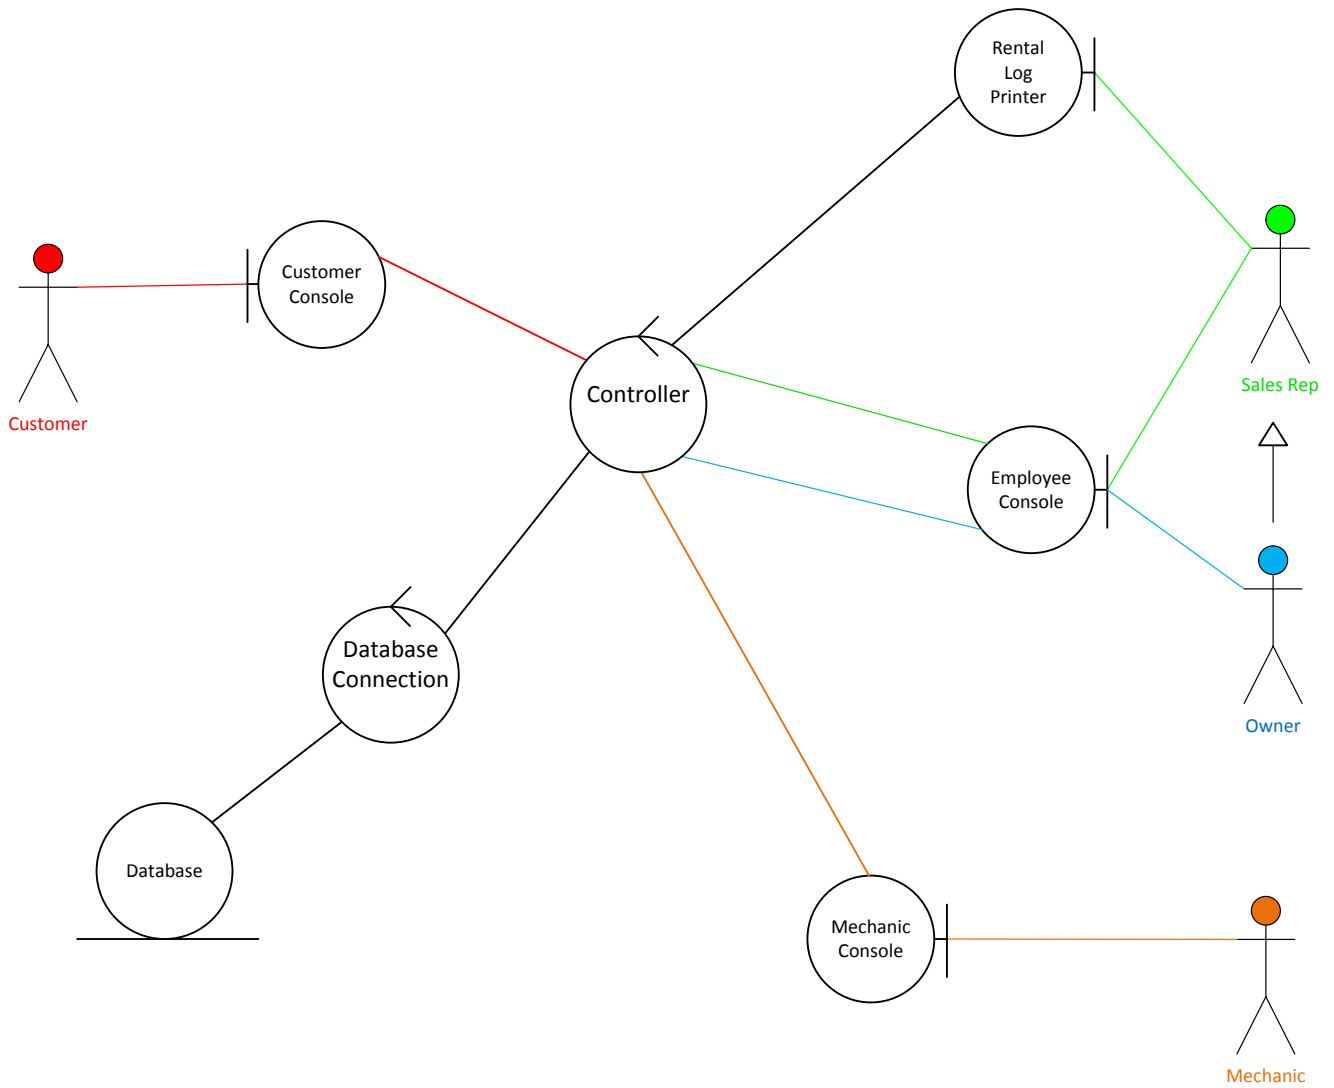 Rental
Log
Printer
Customer
Console
Controller
Sales Rep
Customer
Employee
Console
Database
Connection
Owner
Database
Mechanic
Console
Mechanic